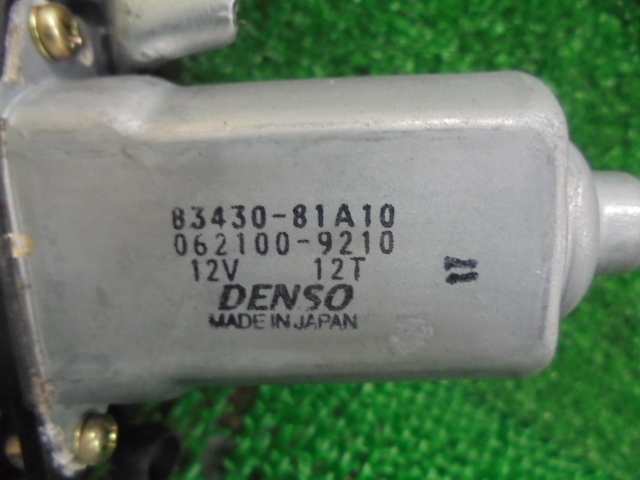 83430-81A10
062100-9210
12V 12T
DENSO
MADE IN JAPAN